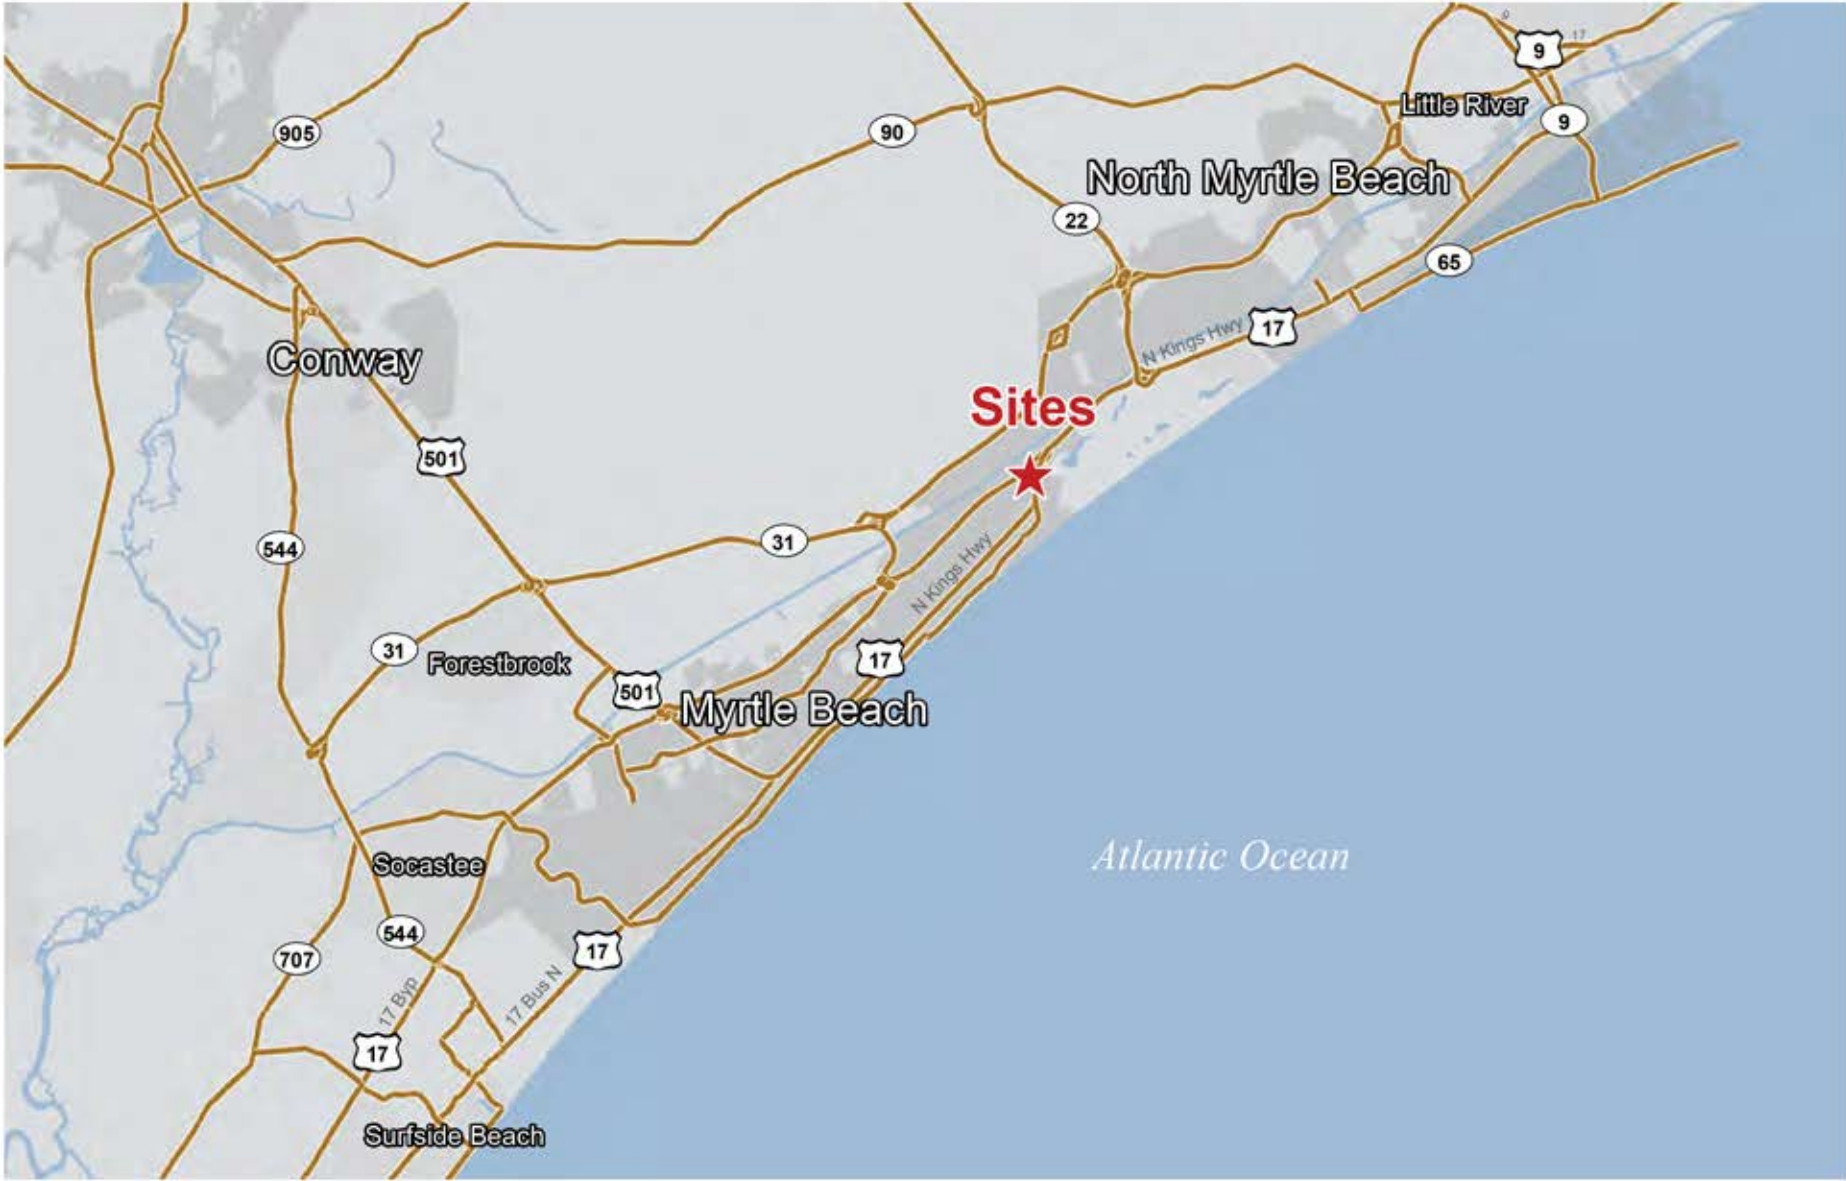 9
17
9
Little River
9
905
90
North Myrtle Beach
22
65
N Kings Hwy
17
Conway
Sites
501
544
31
N Kings Hwy
31
Forestbrook
17
501
Myrtle Beach
Atlantic Ocean
Socastee
544
707
17
17 Byp
17 Bus N
17
Surfside Beach